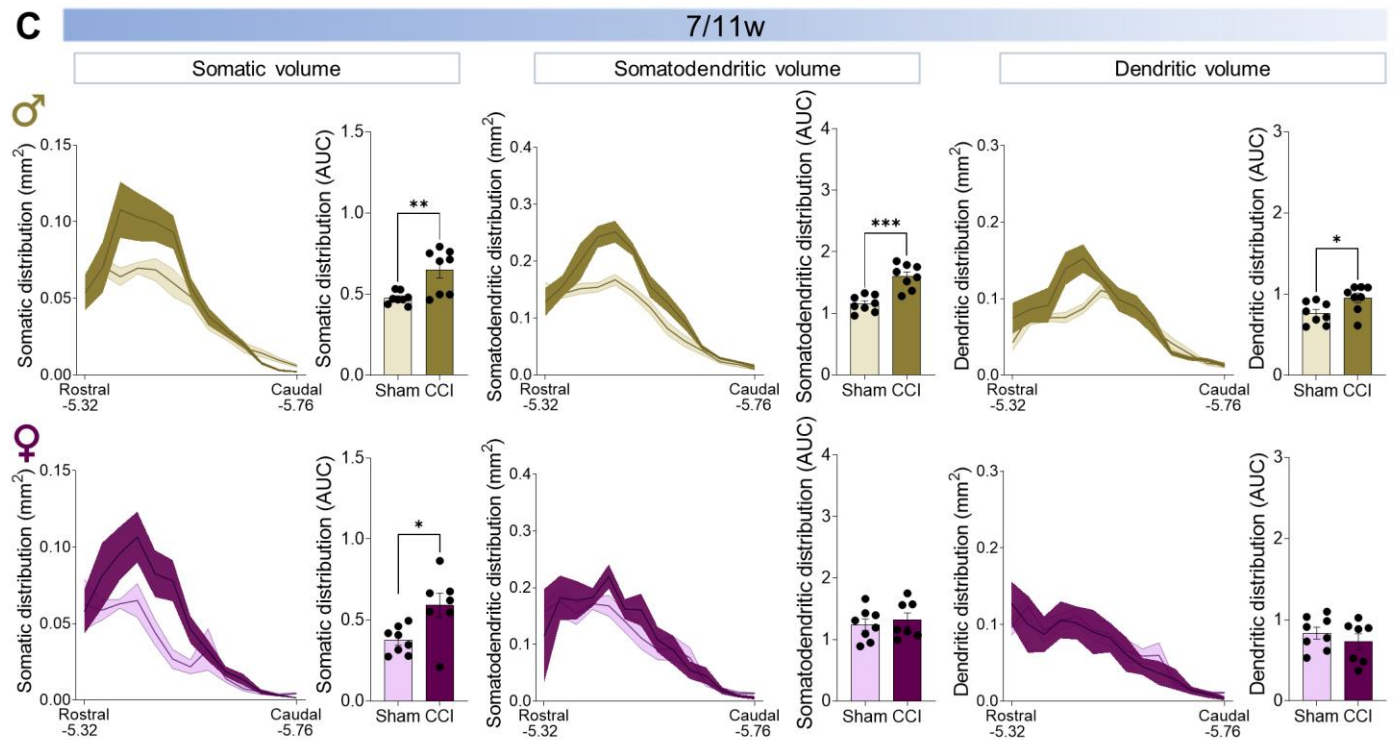 C
7/11w
Somatic volume
Somatodendritic volume
Dendritic volume
♂
Somatic distribution (mm²)
0.15
0.10
0.05
0.00
Rostral
-5.32
Caudal
-5.76
Somatic distribution (AUC)
1.5
1.0
0.5
0.0
**
Sham CCI
Somatodendritic distribution (mm²)
0.4
0.3
0.2
0.1
0.0
Rostral
-5.32
Caudal
-5.76
Somatodendritic distribution (AUC)
4
3
2
1
0
***
Sham CCI
Dendritic distribution (mm²)
0.3
0.2
0.1
0.0
Rostral
-5.32
Caudal
-5.76
Dendritic distribution (AUC)
3
2
1
0
*
Sham CCI
♀
Somatic distribution (mm²)
0.15
0.10
0.05
0.00
Rostral
-5.32
Caudal
-5.76
Somatic distribution (AUC)
1.5
1.0
0.5
0.0
*
Sham CCI
Somatodendritic distribution (mm²)
0.4
0.3
0.2
0.1
0.0
Rostral
-5.32
Caudal
-5.76
Somatodendritic distribution (AUC)
4
3
2
1
0
Sham CCI
Dendritic distribution (mm²)
0.3
0.2
0.1
0.0
Rostral
-5.32
Caudal
-5.76
Dendritic distribution (AUC)
3
2
1
0
Sham CCI